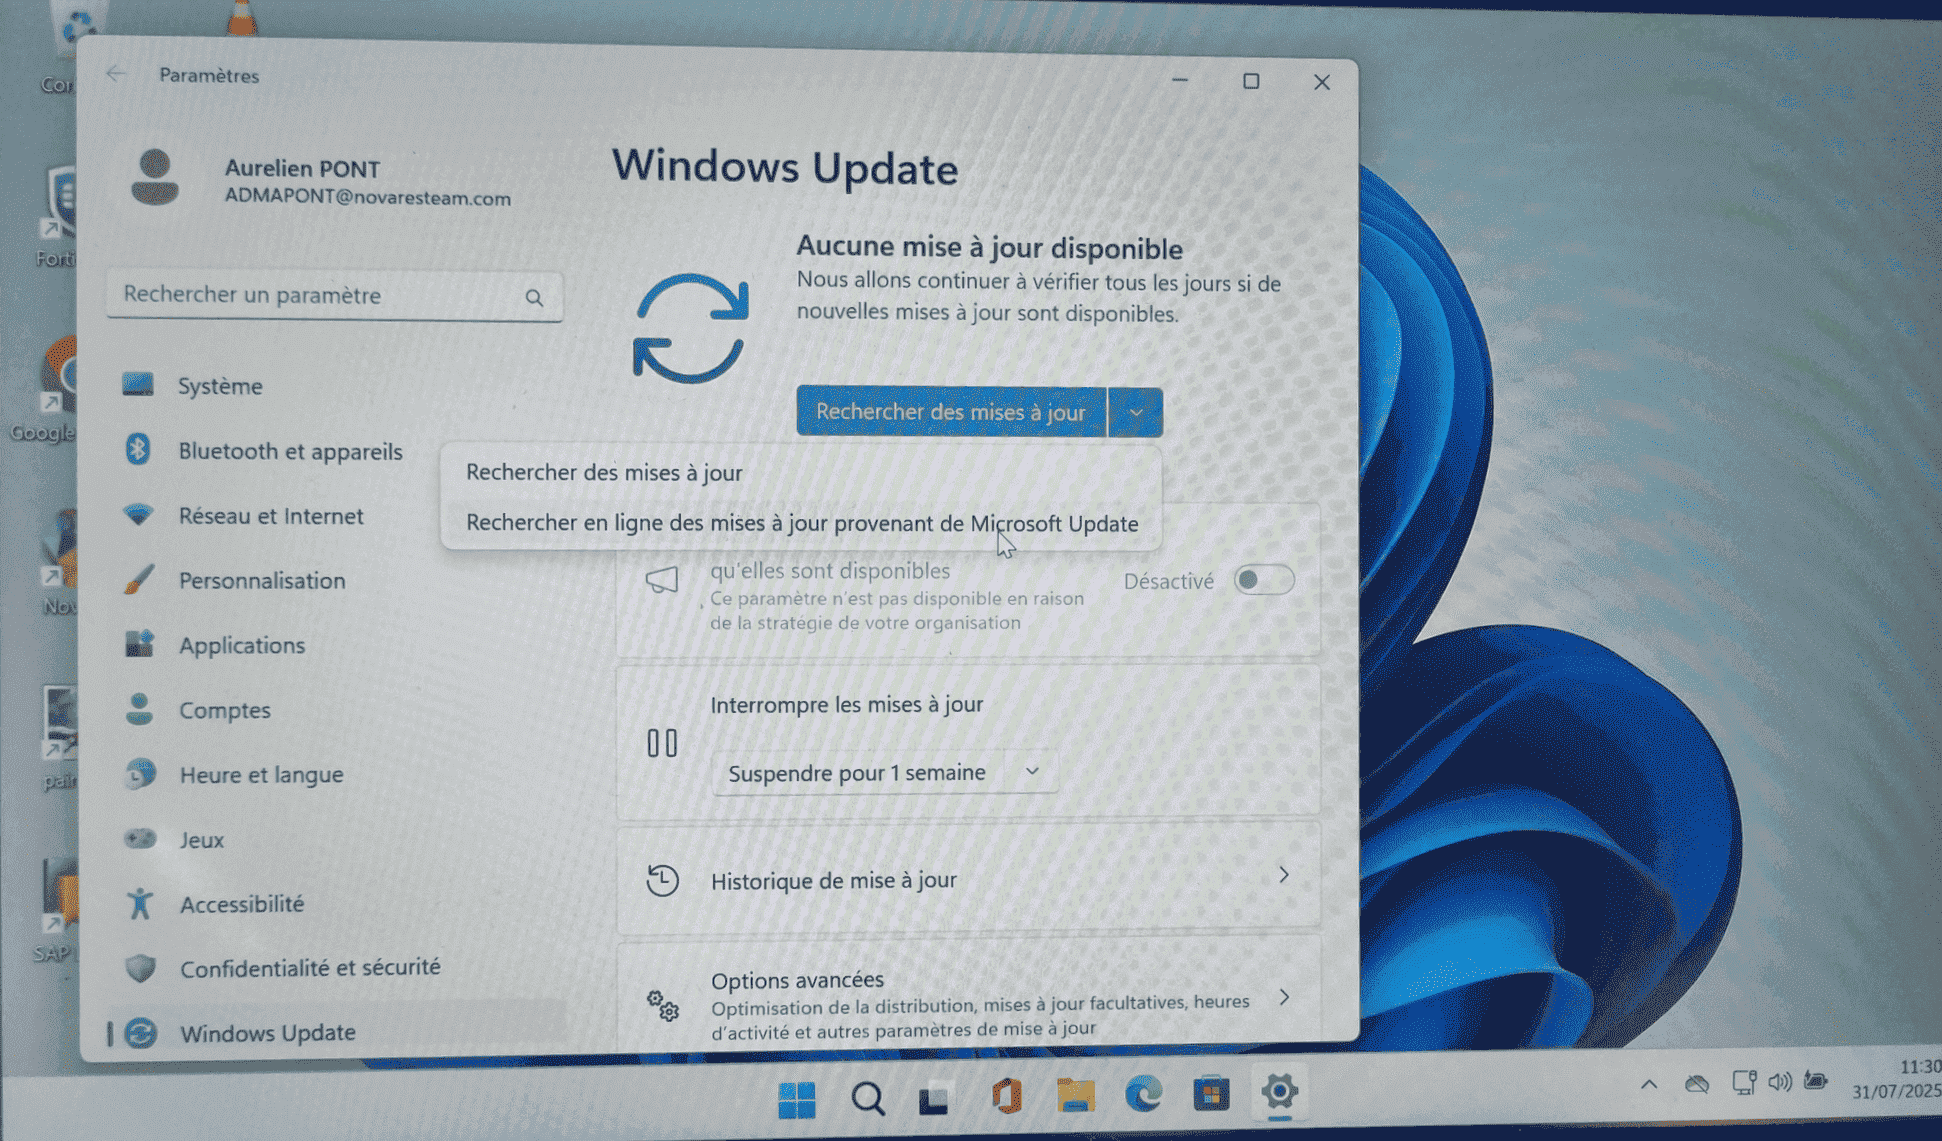 Paramètres
Aurelien PONT
ADMAPONT@novaresteam.com
Rechercher un paramètre
Système
Bluetooth et appareils
Réseau et Internet
Personnalisation
Applications
Comptes
Heure et langue
Jeux
Accessibilité
Confidentialité et sécurité
Windows Update
Windows Update
Aucune mise à jour disponible
Nous allons continuer à vérifier tous les jours si de
nouvelles mises à jour sont disponibles.
Rechercher des mises à jour
Rechercher des mises à jour
Rechercher en ligne des mises à jour provenant de Microsoft Update
qu'elles sont disponibles
Ce paramètre n'est pas disponible en raison
de la stratégie de votre organisation
Désactivé
Interrompre les mises à jour
Suspendre pour 1 semaine
Historique de mise à jour
Options avancées
Optimisation de la distribution, mises à jour facultatives, heures
d'activité et autres paramètres de mise à jour
Cor
Forti
Google
Nov
pair
SAP
11:30
31/07/2025